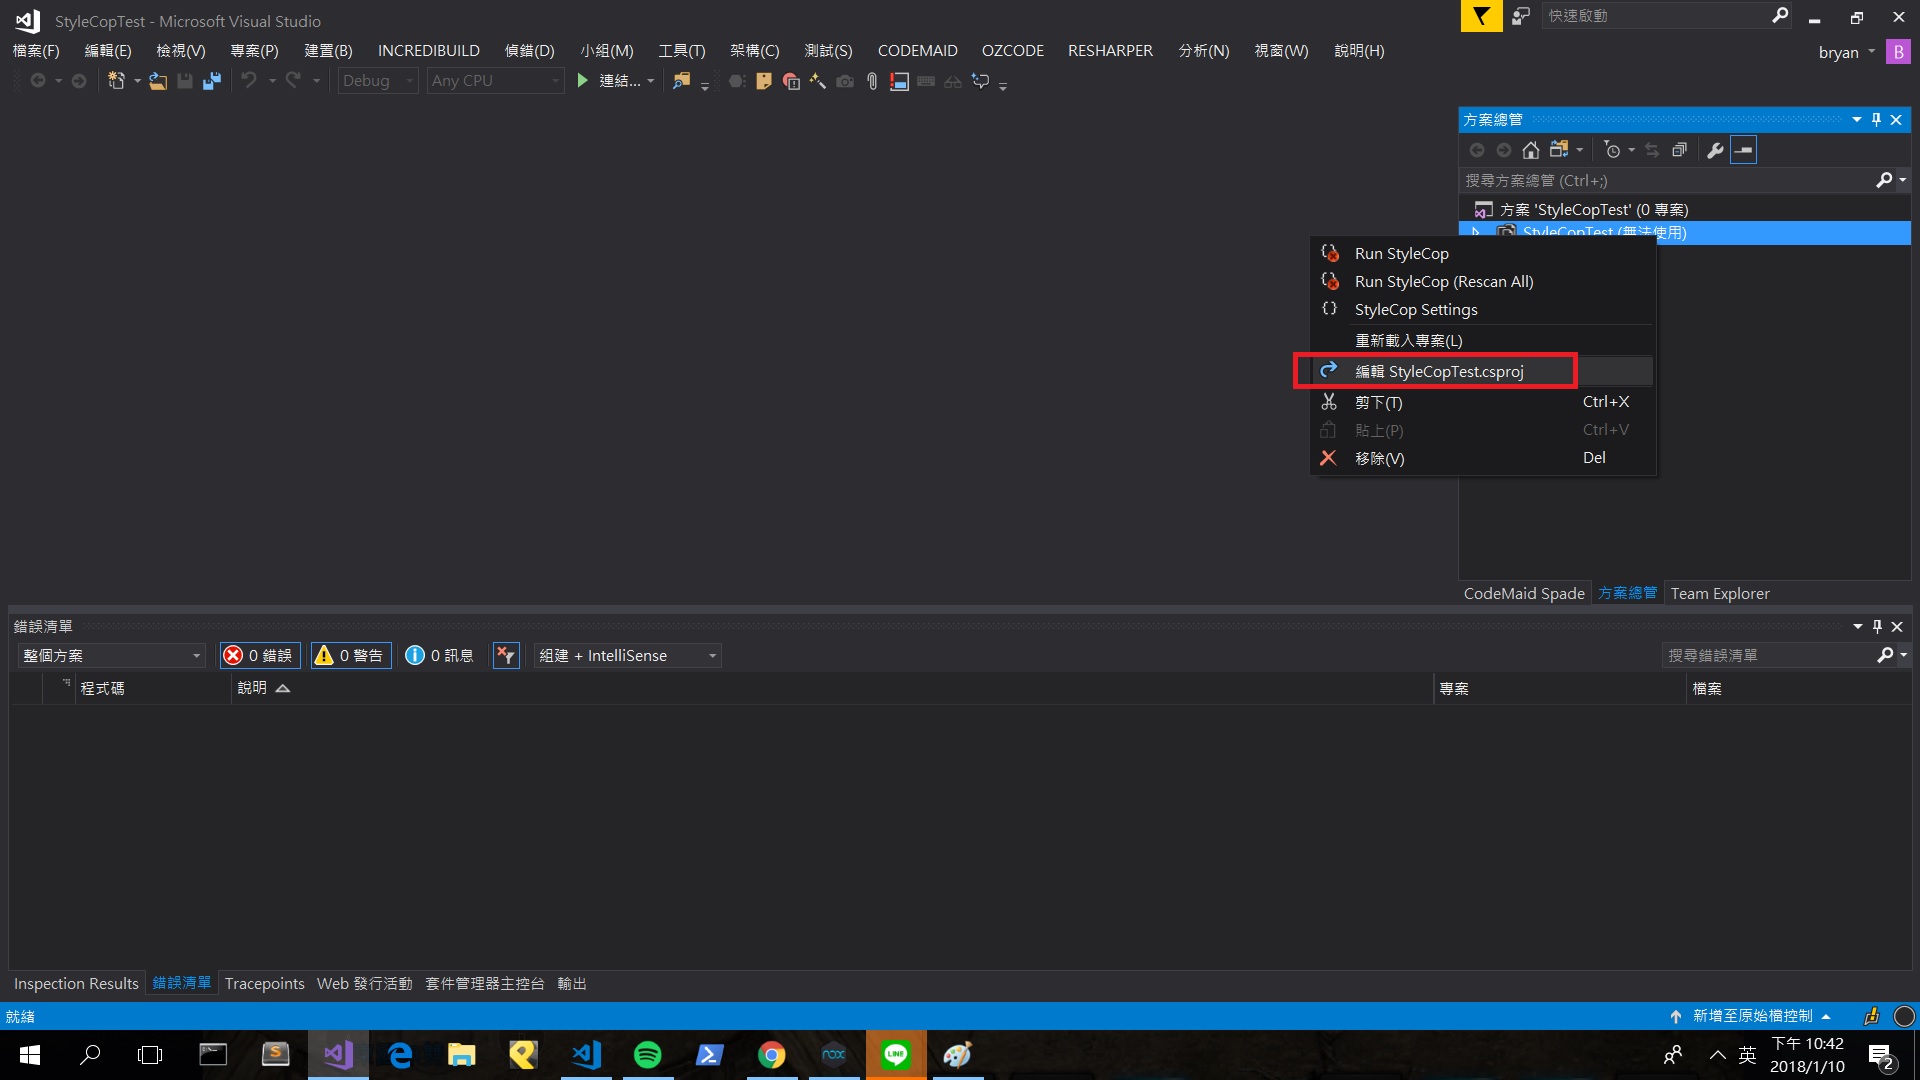 StyleCopTest - Microsoft Visual Studio
快速啟動
檔案(F) 編輯(E) 檢視(V) 專案(P) 建置(B) INCREDIBUILD 偵錯(D) 小組(M) 工具(T) 架構(C) 測試(S) CODEMAID OZCODE RESHARPER 分析(N) 視窗(W) 說明(H)
bryan B
Debug Any CPU 連結...
方案總管
搜尋方案總管 (Ctrl+;)
方案 'StyleCopTest' (0 專案)
StyleCopTest (無法使用)
Run StyleCop
Run StyleCop (Rescan All)
StyleCop Settings
重新載入專案(L)
編輯 StyleCopTest.csproj
剪下(T) Ctrl+X
貼上(P) Ctrl+V
移除(V) Del
CodeMaid Spade 方案總管 Team Explorer
錯誤清單
整個方案 0 錯誤 0 警告 0 訊息 組建 + IntelliSense 搜尋錯誤清單
程式碼 說明 專案 檔案
Inspection Results 錯誤清單 Tracepoints Web 發行活動 套件管理器主控台 輸出
就緒 新增至原始檔控制
S nox LINE 英 下午 10:42
2018/1/10 2